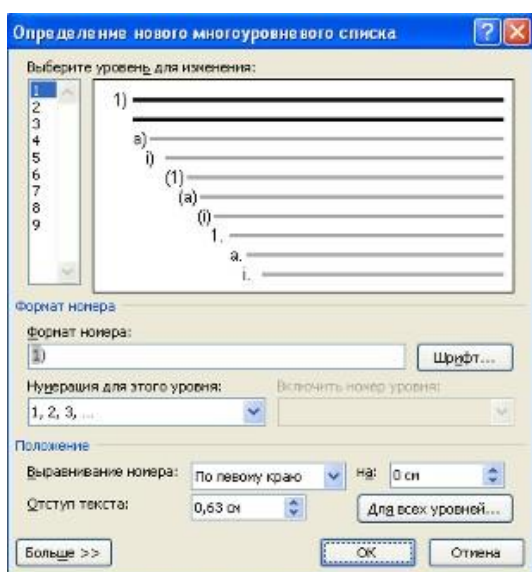 Определение нового многоуровневого списка
Выберите уровень для изменения:
1
2
3
4
5
6
7
8
9
1)
a)
i)
(1)
(a)
(i)
1.
a.
i.
Формат номера
Формат номера:
1)
Шрифт...
Нумерация для этого уровня:
Включить номер уровня:
1, 2, 3, ...
Положение
Выравнивание номера:
По левому краю
на:
0 см
Отступ текста:
0,63 см
Для всех уровней...
Больше >>
ОК
Отмена